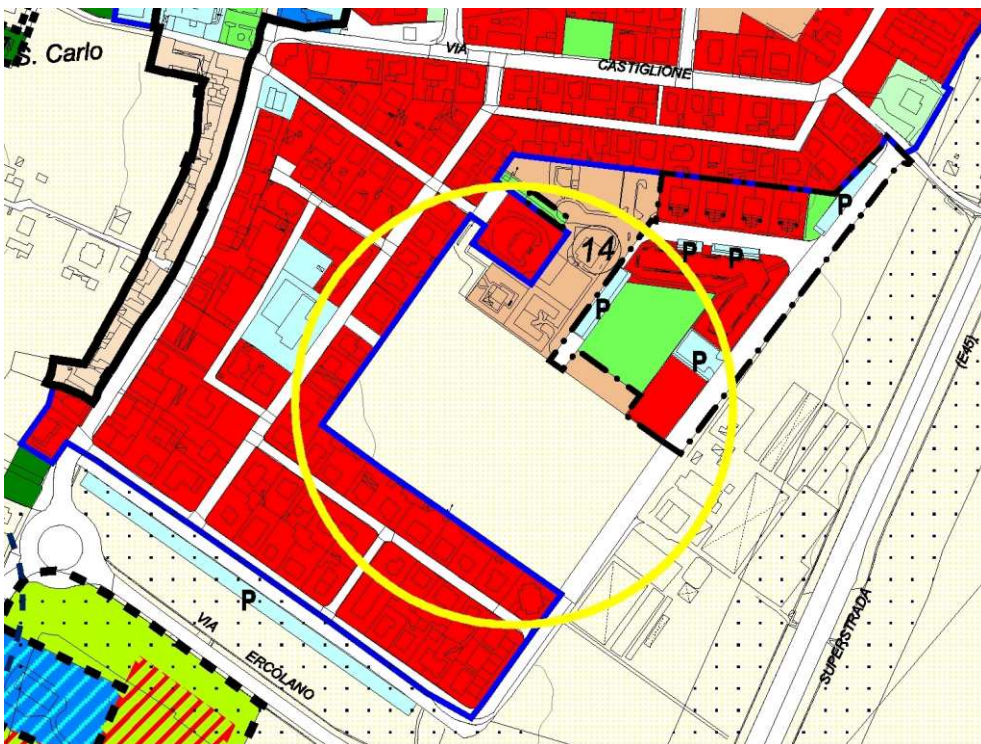 S. Carlo
VIA
CASTIGLIONE
P
14
P
P
P
P
(E45)
P
VIA
ERCOLANO
SUPERSTRADA